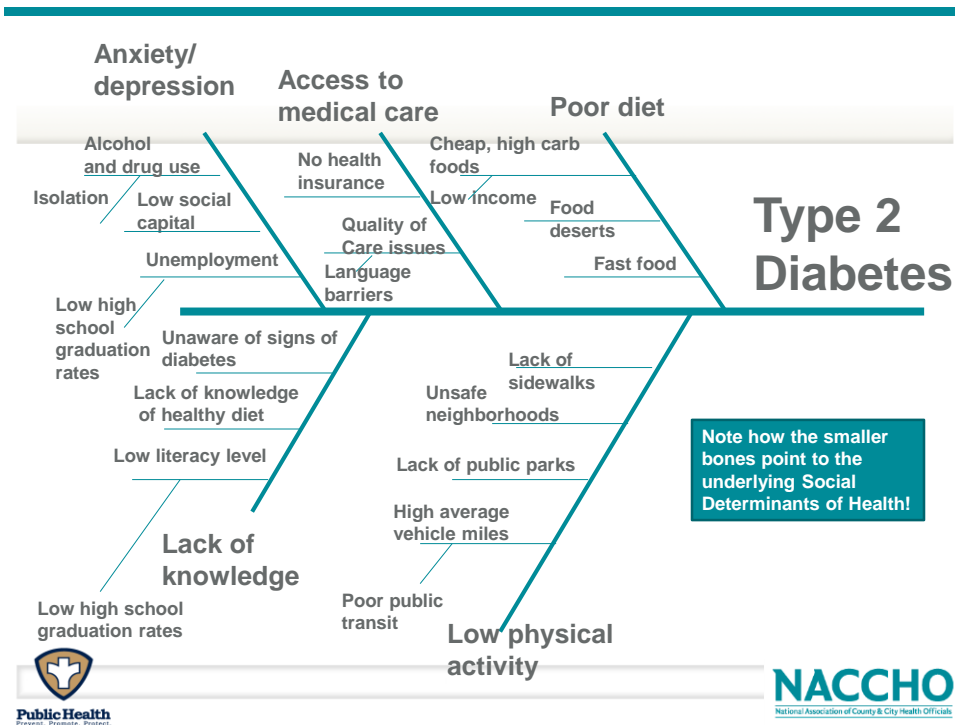 Anxiety/
depression
Access to
medical care
Poor diet
Alcohol
and drug use
Isolation
Low social
capital
Unemployment
Low high
school
graduation
rates
No health
insurance
Quality of
Care issues
Language
barriers
Cheap, high carb
foods
Low income
Food
deserts
Fast food
Type 2
Diabetes
Unaware of signs of
diabetes
Lack of knowledge
of healthy diet
Low literacy level
Lack of
knowledge
Low high school
graduation rates
Lack of
sidewalks
Unsafe
neighborhoods
Lack of public parks
High average
vehicle miles
Poor public
transit
Low physical
activity
Note how the smaller
bones point to the
underlying Social
Determinants of Health!
Public Health
Prevent. Promote. Protect.
NACCHO
National Association of County & City Health Officials